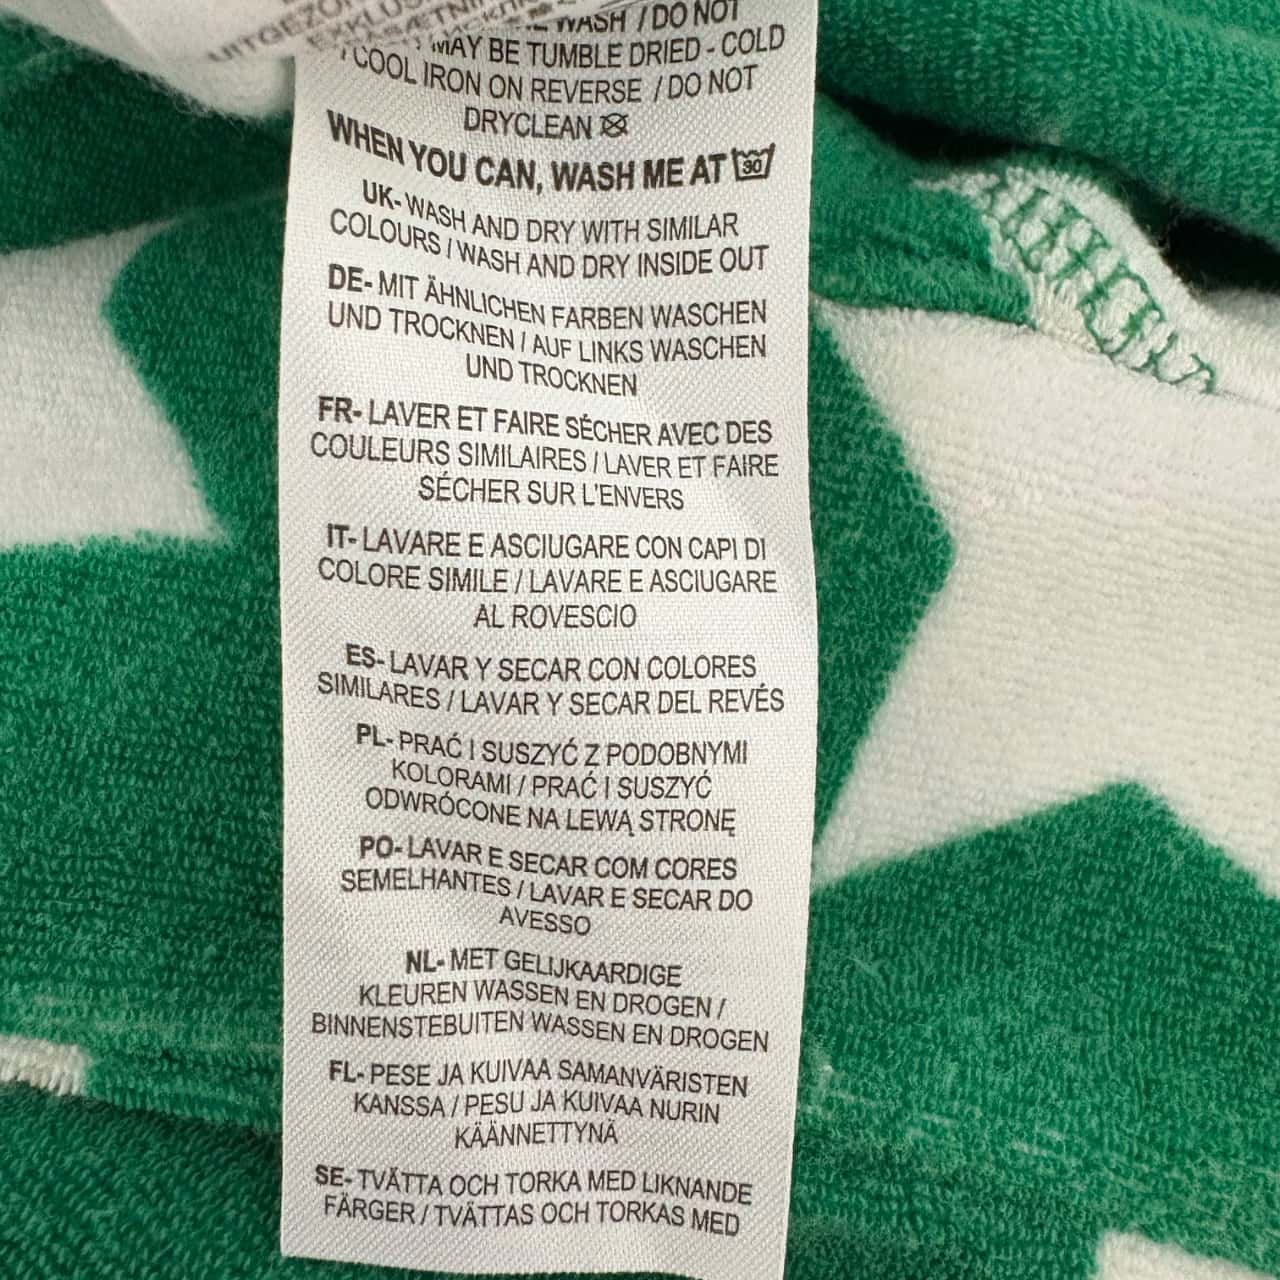 WASH / DO NOT
MAY BE TUMBLE DRIED - COLD
/ COOL IRON ON REVERSE / DO NOT
DRYCLEAN
WHEN YOU CAN, WASH ME AT 30
UK- WASH AND DRY WITH SIMILAR
COLOURS / WASH AND DRY INSIDE OUT
DE- MIT ÄHNLICHEN FARBEN WASCHEN
UND TROCKNEN / AUF LINKS WASCHEN
UND TROCKNEN
FR- LAVER ET FAIRE SÉCHER AVEC DES
COULEURS SIMILAIRES / LAVER ET FAIRE
SÉCHER SUR L'ENVERS
IT- LAVARE E ASCIUGARE CON CAPI DI
COLORE SIMILE / LAVARE E ASCIUGARE
AL ROVESCIO
ES- LAVAR Y SECAR CON COLORES
SIMILARES / LAVAR Y SECAR DEL REVÉS
PL- PRAĆ I SUSZYĆ Z PODOBNYMI
KOLORAMI / PRAĆ I SUSZYĆ
ODWRÓCONE NA LEWĄ STRONĘ
PO- LAVAR E SECAR COM CORES
SEMELHANTES / LAVAR E SECAR DO
AVESSO
NL- MET GELIJKAARDIGE
KLEUREN WASSEN EN DROGEN /
BINNENSTEBUITEN WASSEN EN DROGEN
FL- PESE JA KUIVAA SAMANVÄRISTEN
KANSSA / PESU JA KUIVAA NURIN
KÄÄNNETTYNÄ
SE- TVÄTTA OCH TORKA MED LIKNANDE
FÄRGER / TVÄTTAS OCH TORKAS MED